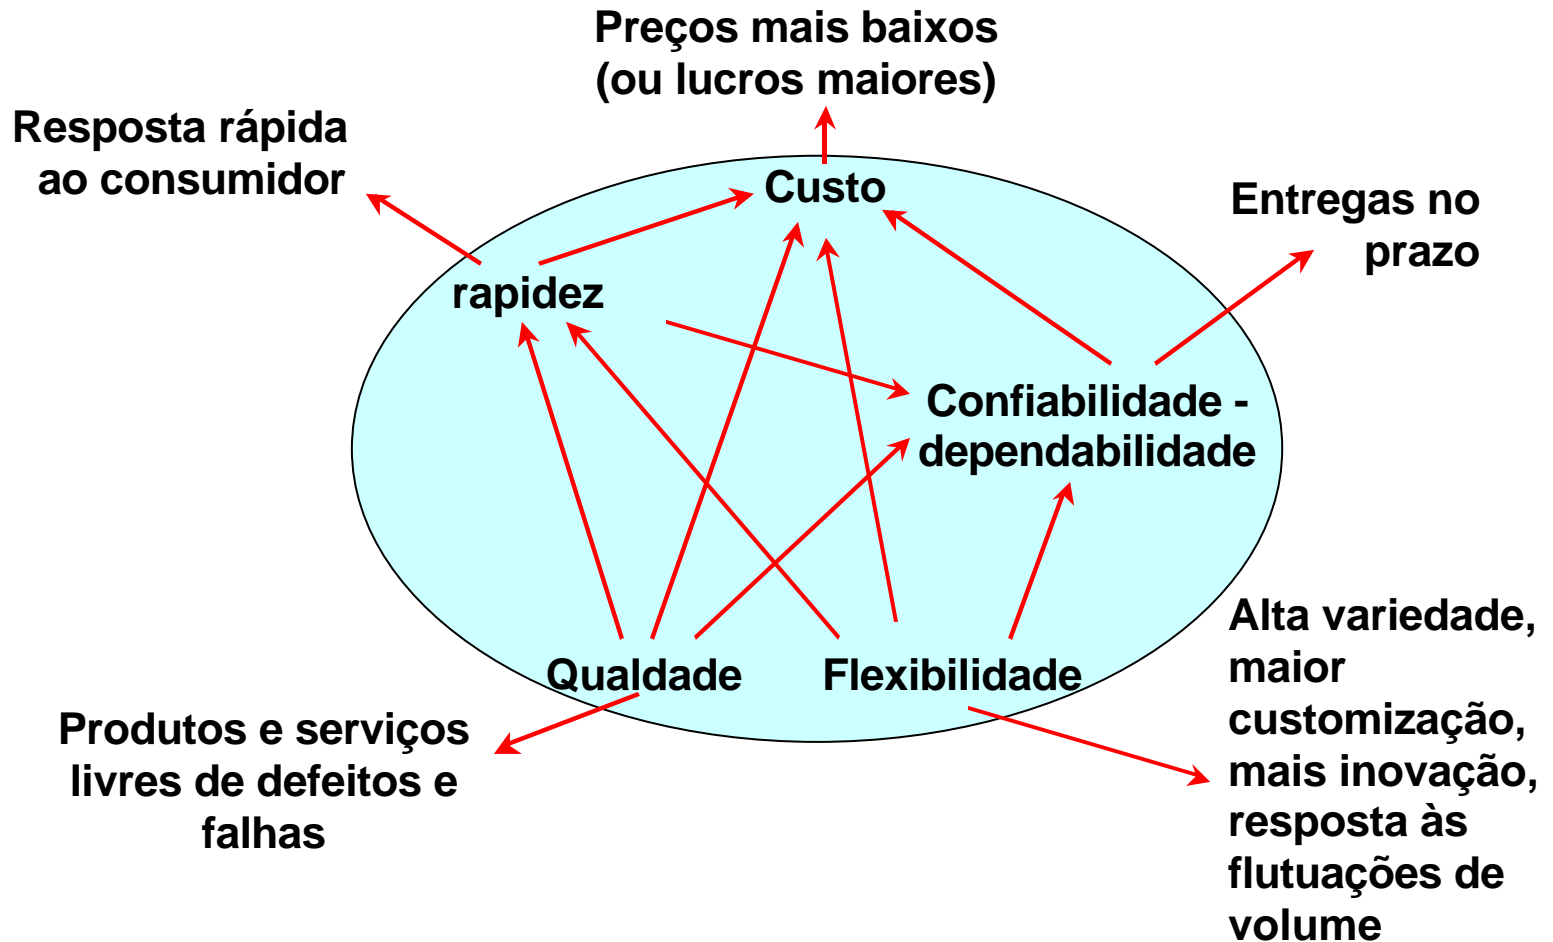 Preços mais baixos
(ou lucros maiores)
Resposta rápida
ao consumidor
Custo
Entregas no
prazo
rapidez
Confiabilidade -
dependabilidade
Qualdade
Flexibilidade
Alta variedade,
maior
customização,
mais inovação,
resposta às
flutuações de
volume
Produtos e serviços
livres de defeitos e
falhas